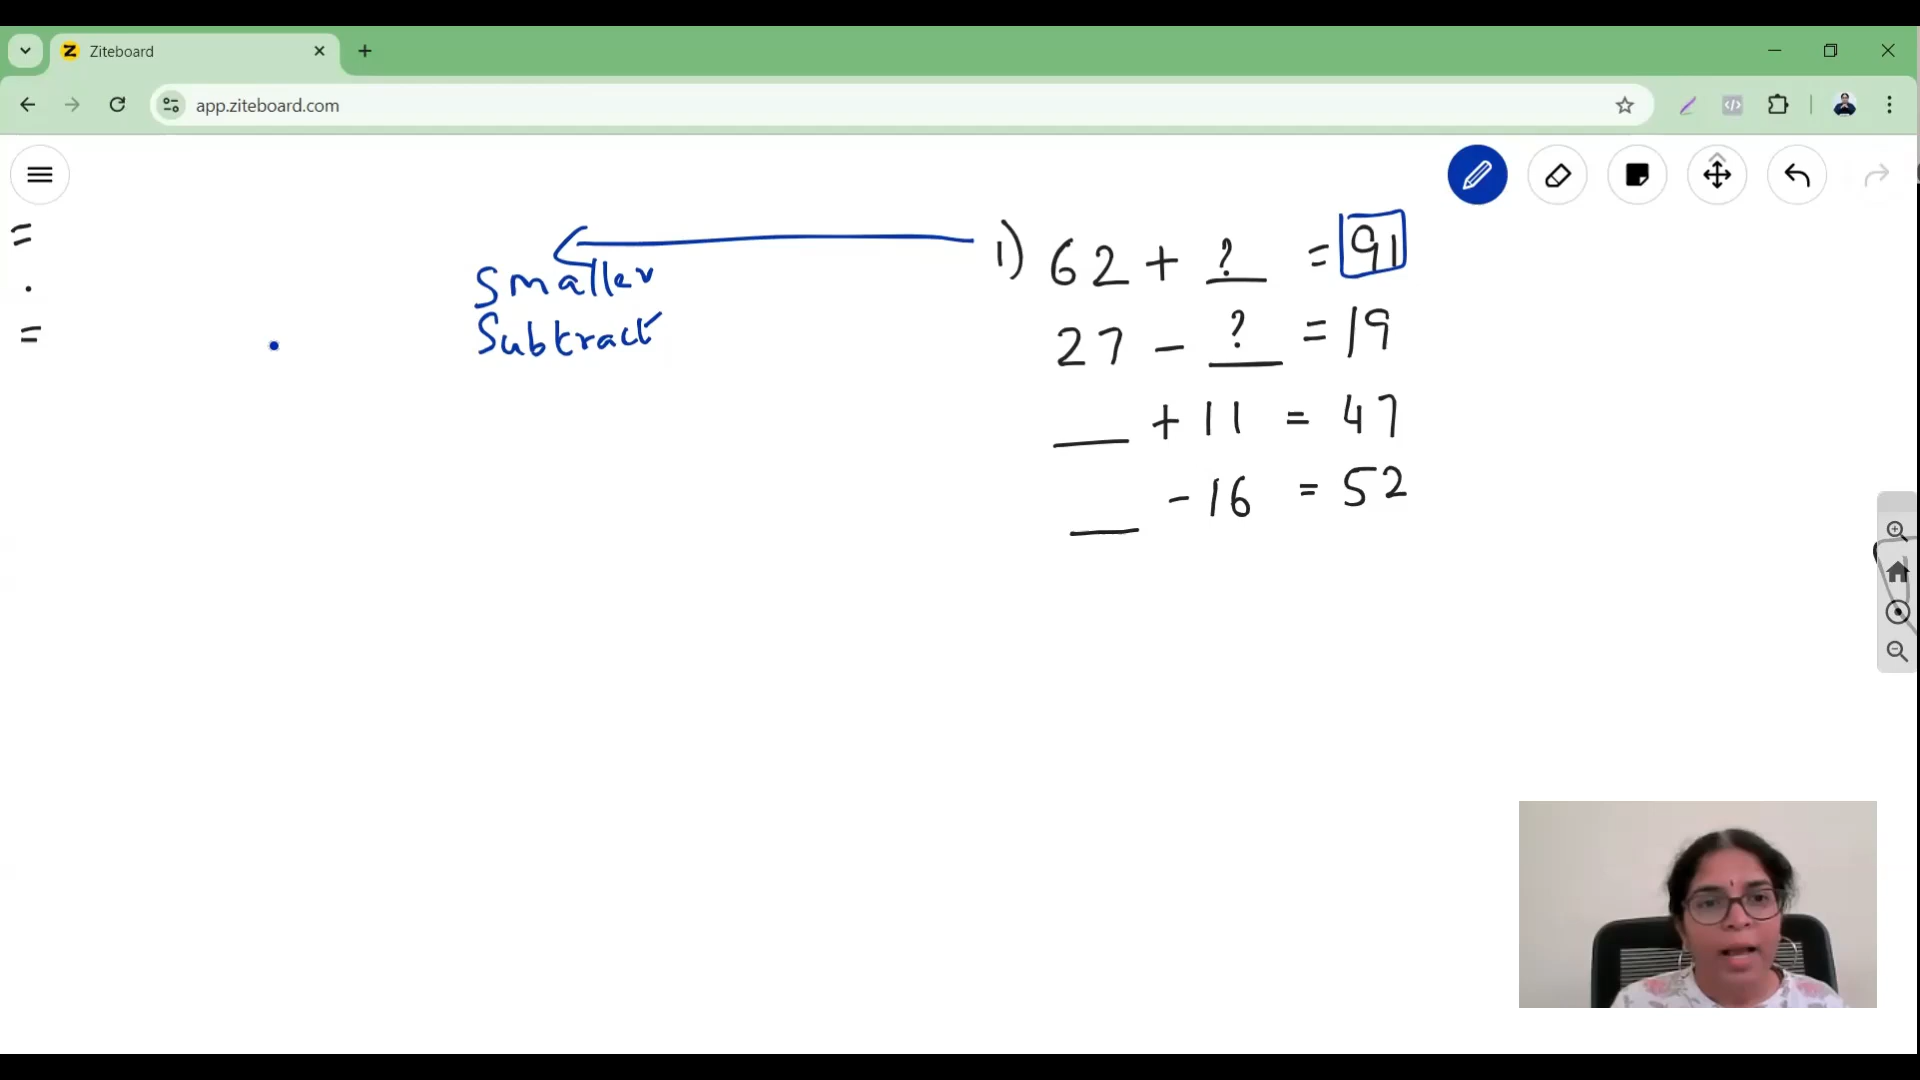 Ziteboard
app.ziteboard.com
=
.
=
Smaller
Subtract
1) 62 + ? = 91
27 - ? = 19
__ + 11 = 47
__ - 16 = 52